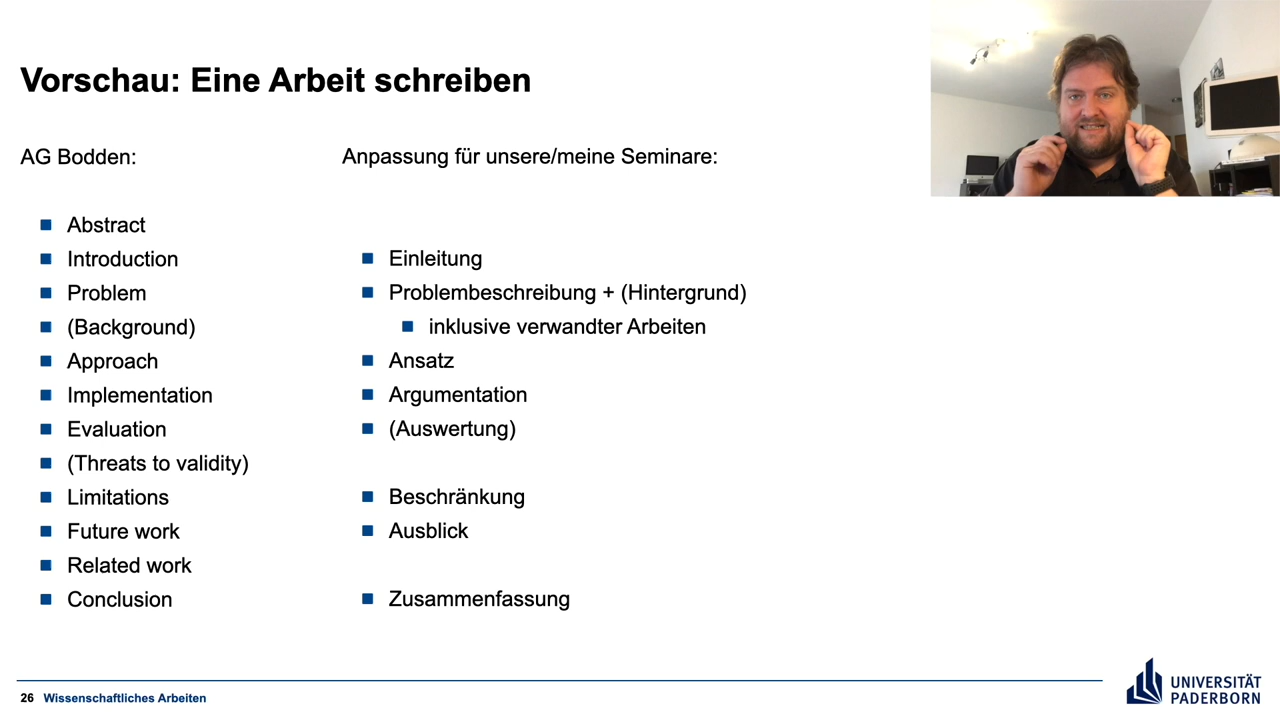 Vorschau: Eine Arbeit schreiben
AG Bodden:
Abstract
Introduction
Problem
(Background)
Approach
Implementation
Evaluation
(Threats to validity)
Limitations
Future work
Related work
Conclusion
Anpassung für unsere/meine Seminare:
Einleitung
Problembeschreibung + (Hintergrund)
inklusive verwandter Arbeiten
Ansatz
Argumentation
(Auswertung)
Beschränkung
Ausblick
Zusammenfassung
26 Wissenschaftliches Arbeiten
UNIVERSITÄT
PADERBORN